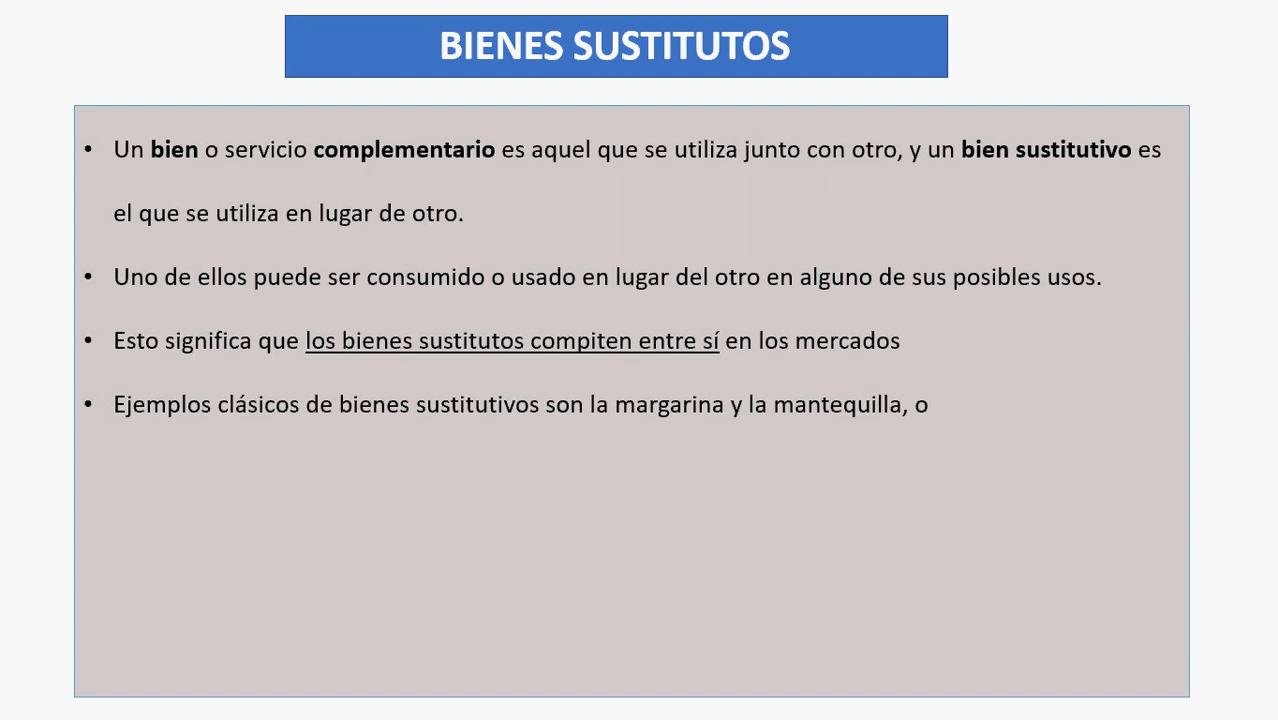 BIENES SUSTITUTOS
• Un bien o servicio complementario es aquel que se utiliza junto con otro, y un bien sustitutivo es
el que se utiliza en lugar de otro.
• Uno de ellos puede ser consumido o usado en lugar del otro en alguno de sus posibles usos.
• Esto significa que los bienes sustitutos compiten entre sí en los mercados
• Ejemplos clásicos de bienes sustitutivos son la margarina y la mantequilla, o